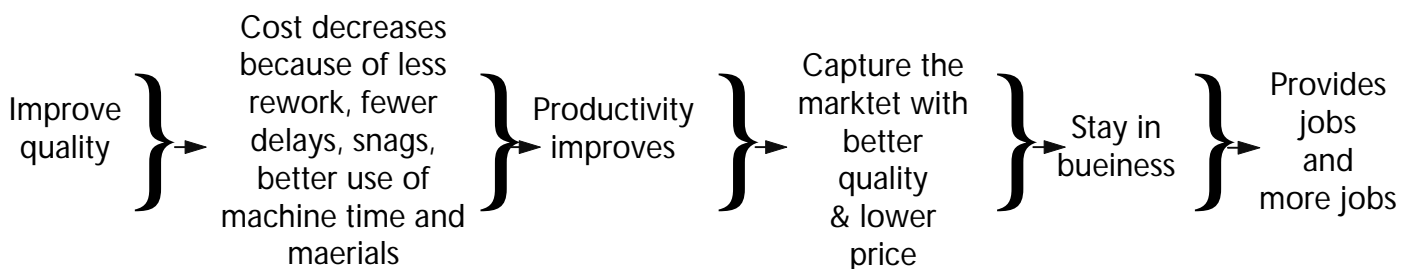 Improve
quality
Cost decreases
because of less
rework, fewer
delays, snags,
better use of
machine time and
maerials
Productivity
improves
Capture the
marktet with
better
quality
& lower
price
Stay in
bueiness
Provides
jobs
and
more jobs